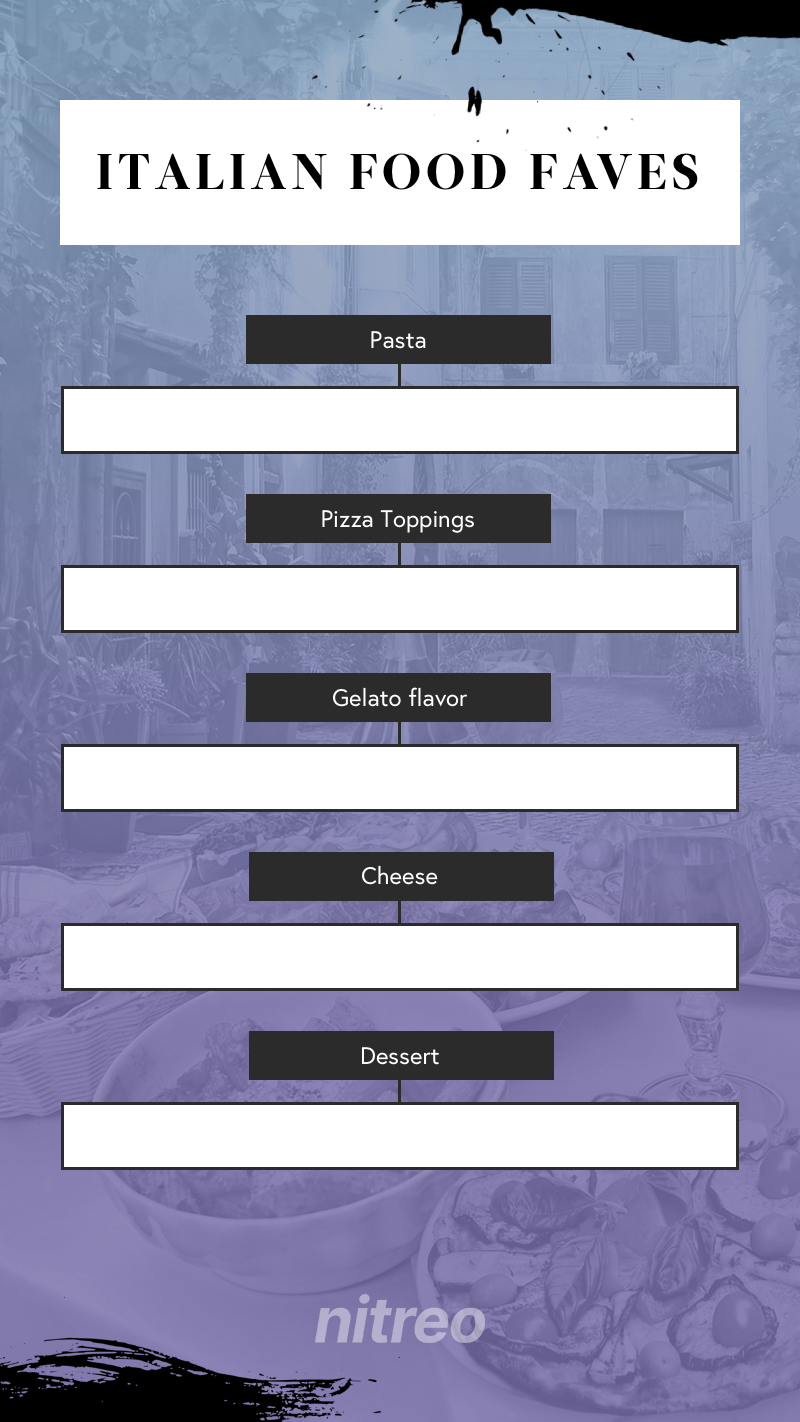 ITALIAN FOOD FAVES
Pasta
Pizza Toppings
Gelato flavor
Cheese
Dessert
nitreo